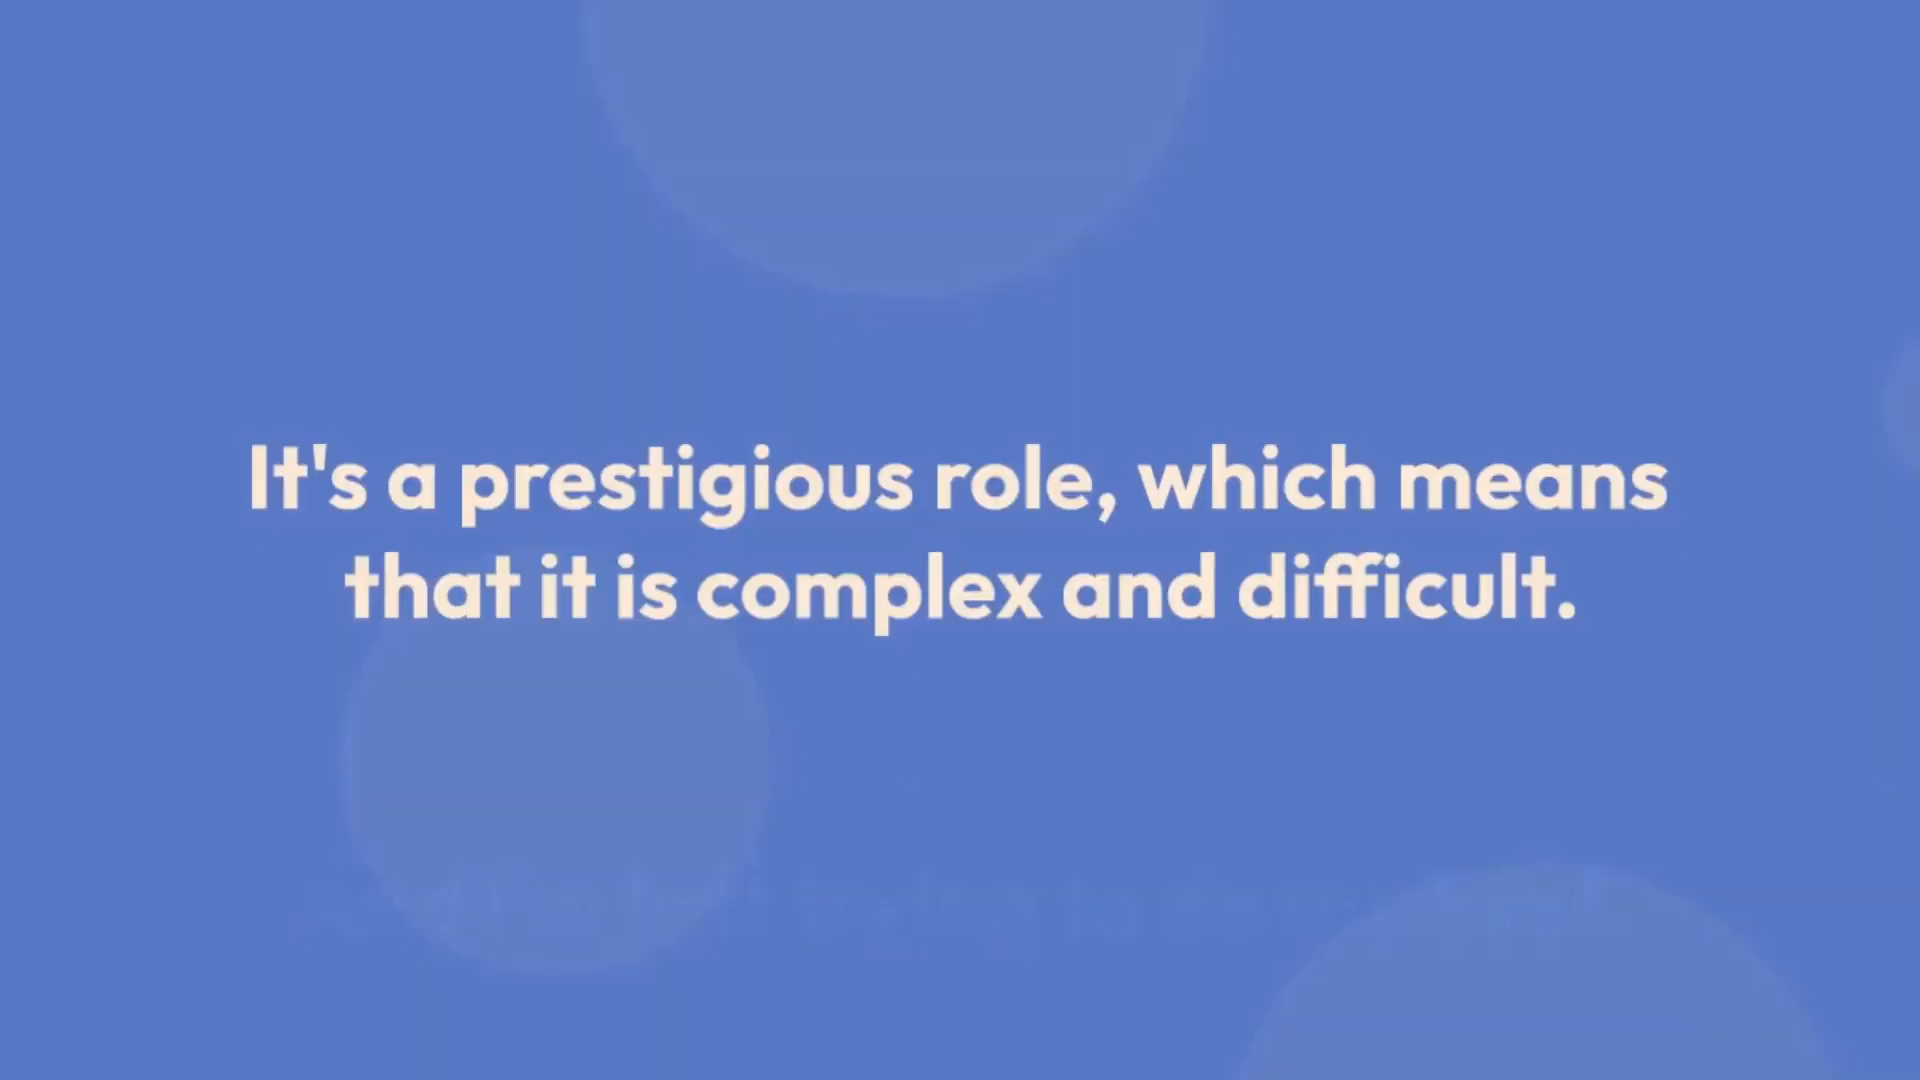 It's a prestigious role, which means
that it is complex and difficult.